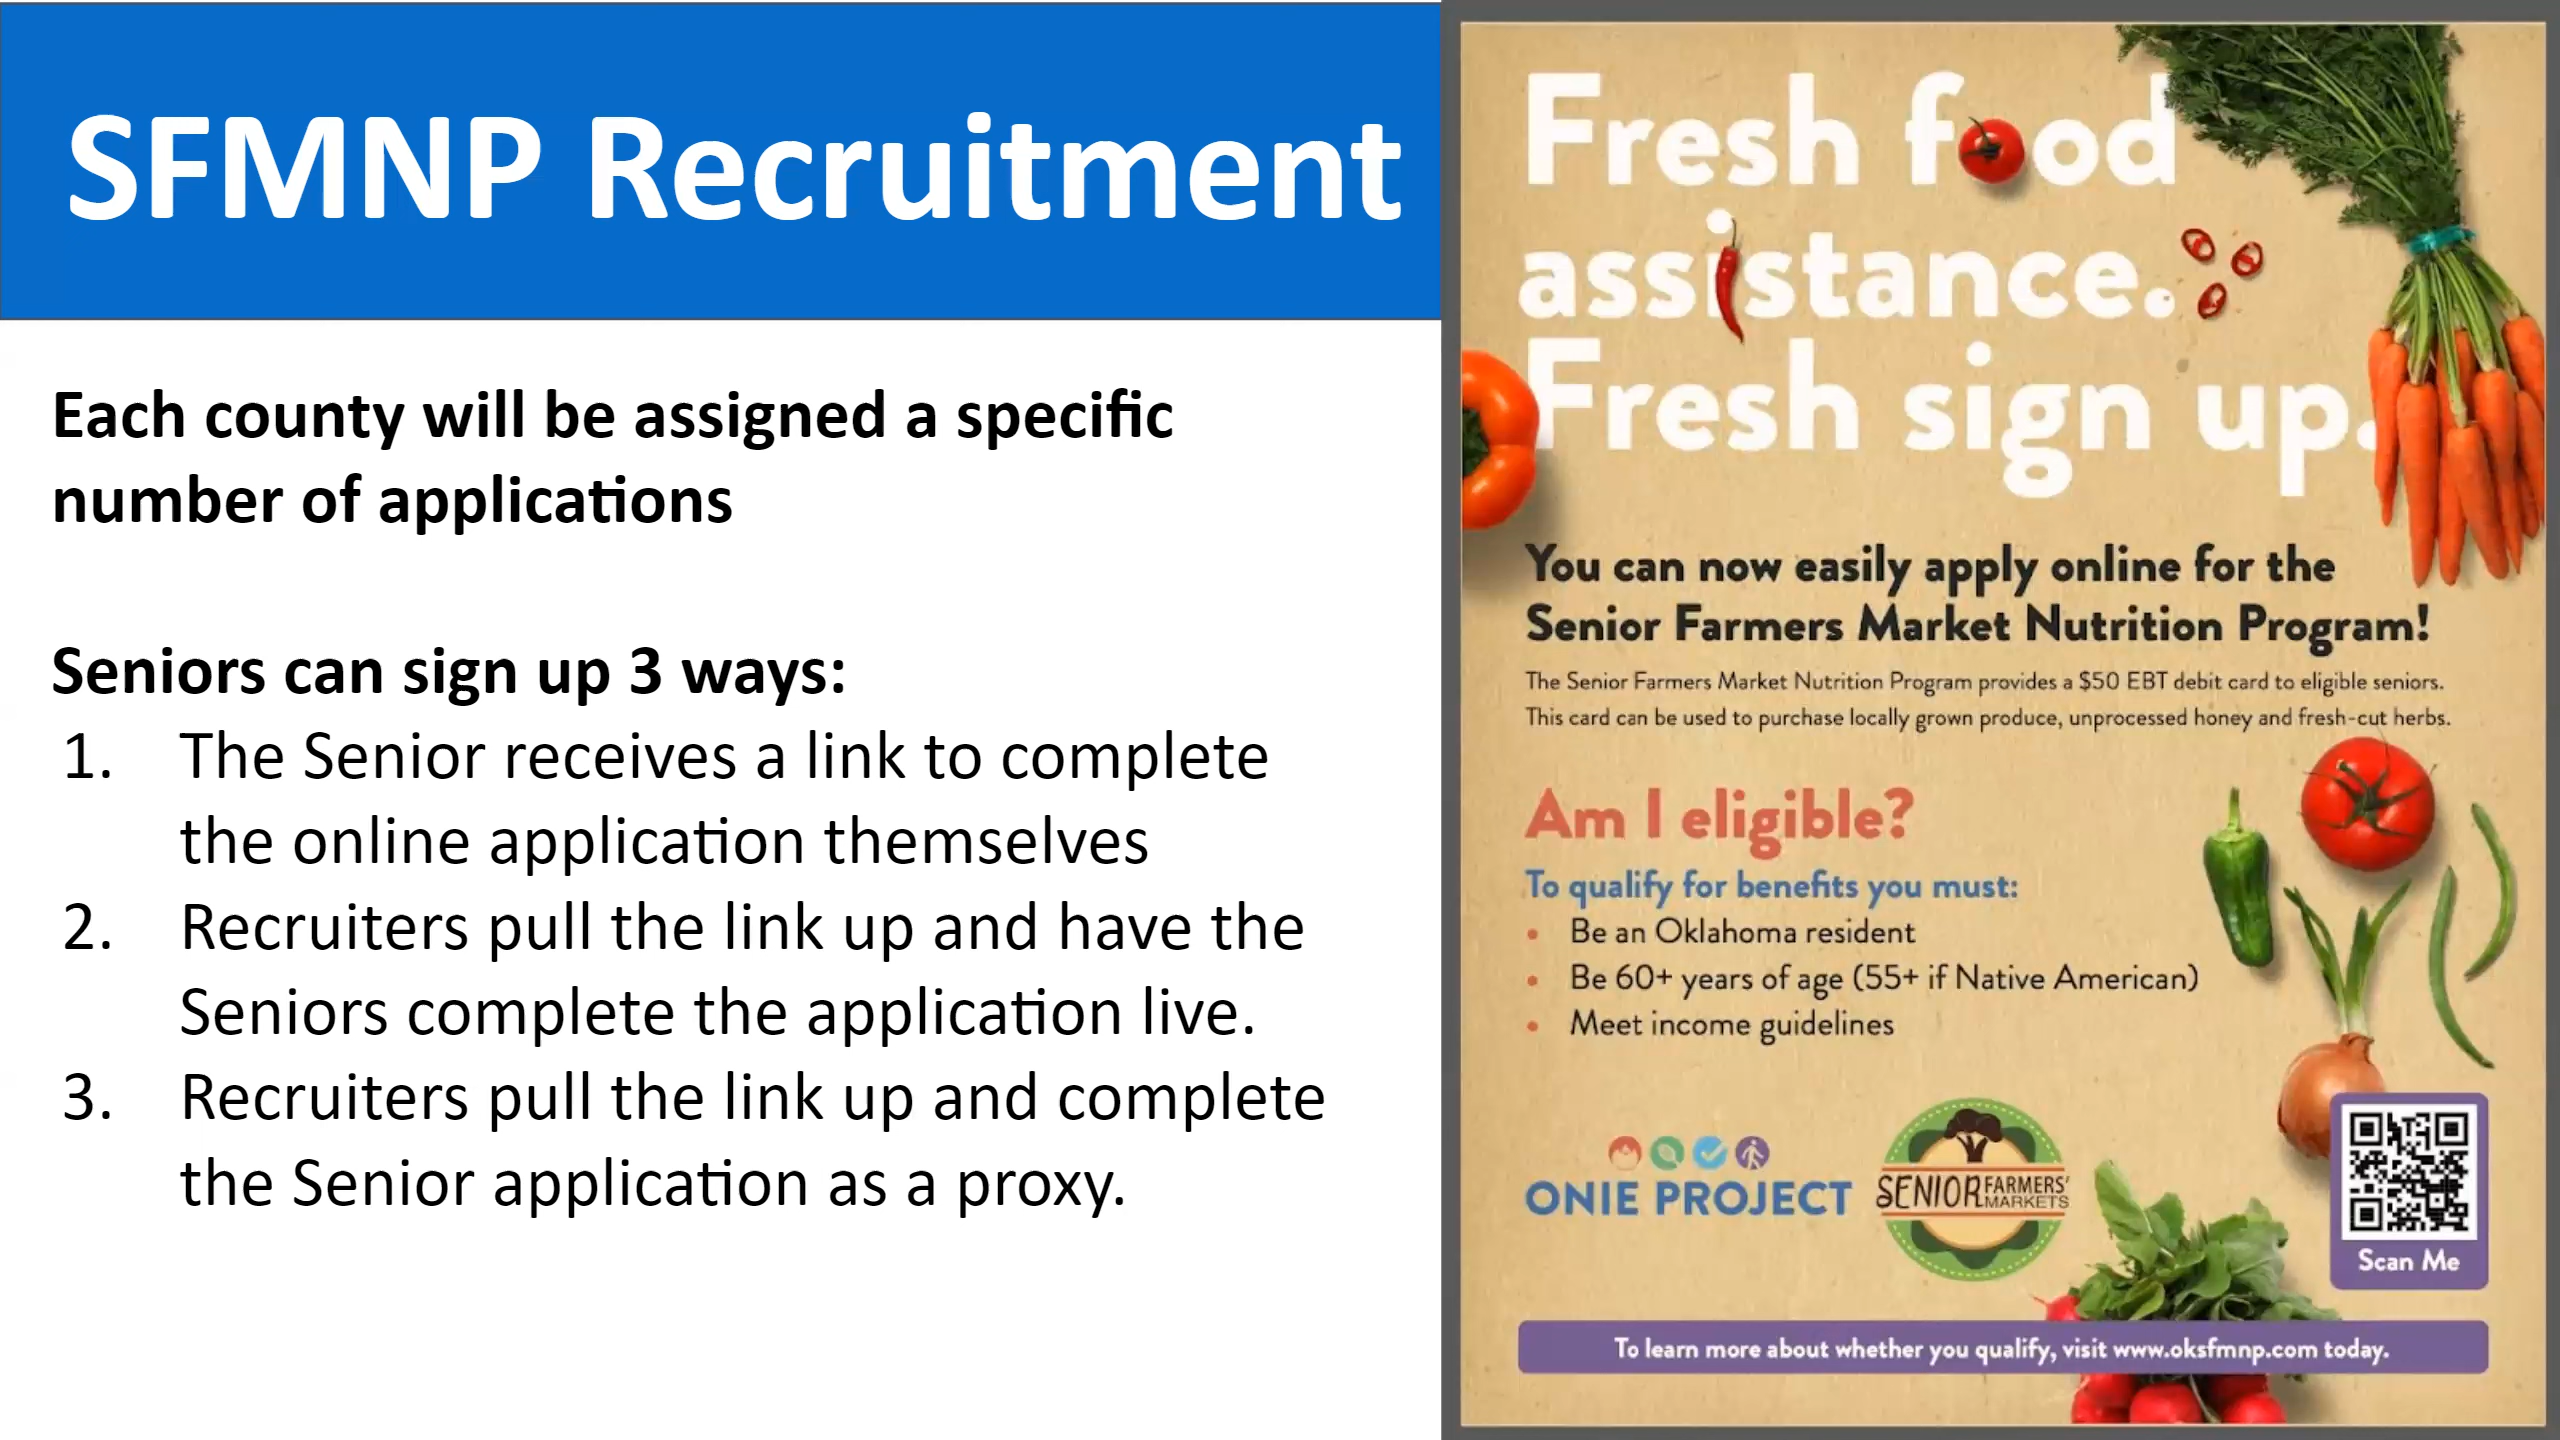 SFMNP Recruitment
Each county will be assigned a specific
number of applications
Seniors can sign up 3 ways:
1. The Senior receives a link to complete
the online application themselves
2. Recruiters pull the link up and have the
Seniors complete the application live.
3. Recruiters pull the link up and complete
the Senior application as a proxy.
Fresh food
assistance.
Fresh sign up.
You can now easily apply online for the
Senior Farmers Market Nutrition Program!
The Senior Farmers Market Nutrition Program provides a $50 EBT debit card to eligible seniors.
This card can be used to purchase locally grown produce, unprocessed honey and fresh-cut herbs.
Am I eligible?
To qualify for benefits you must:
• Be an Oklahoma resident
• Be 60+ years of age (55+ if Native American)
• Meet income guidelines
ONIE PROJECT
SENIOR FARMERS'
MARKETS
Scan Me
To learn more about whether you qualify, visit www.oksfmnp.com today.